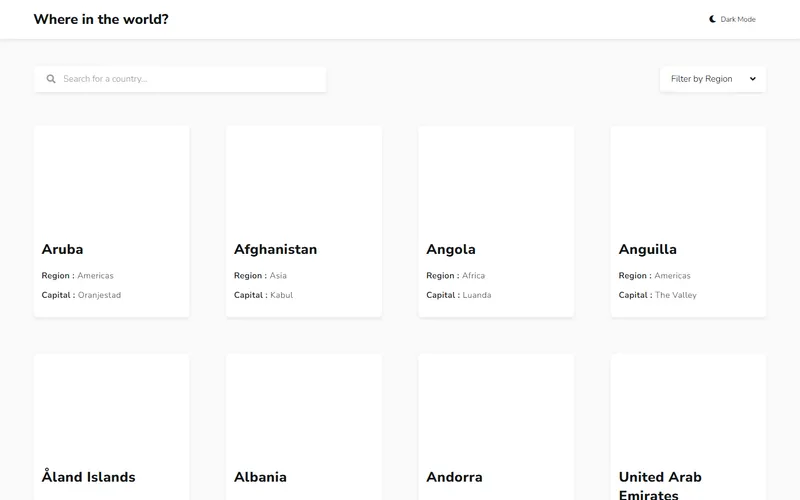 Where in the world?
Dark Mode
Search for a country...
Filter by Region
Aruba
Region : Americas
Capital : Oranjestad
Afghanistan
Region : Asia
Capital : Kabul
Angola
Region : Africa
Capital : Luanda
Anguilla
Region : Americas
Capital : The Valley
Åland Islands
Albania
Andorra
United Arab
Emirates